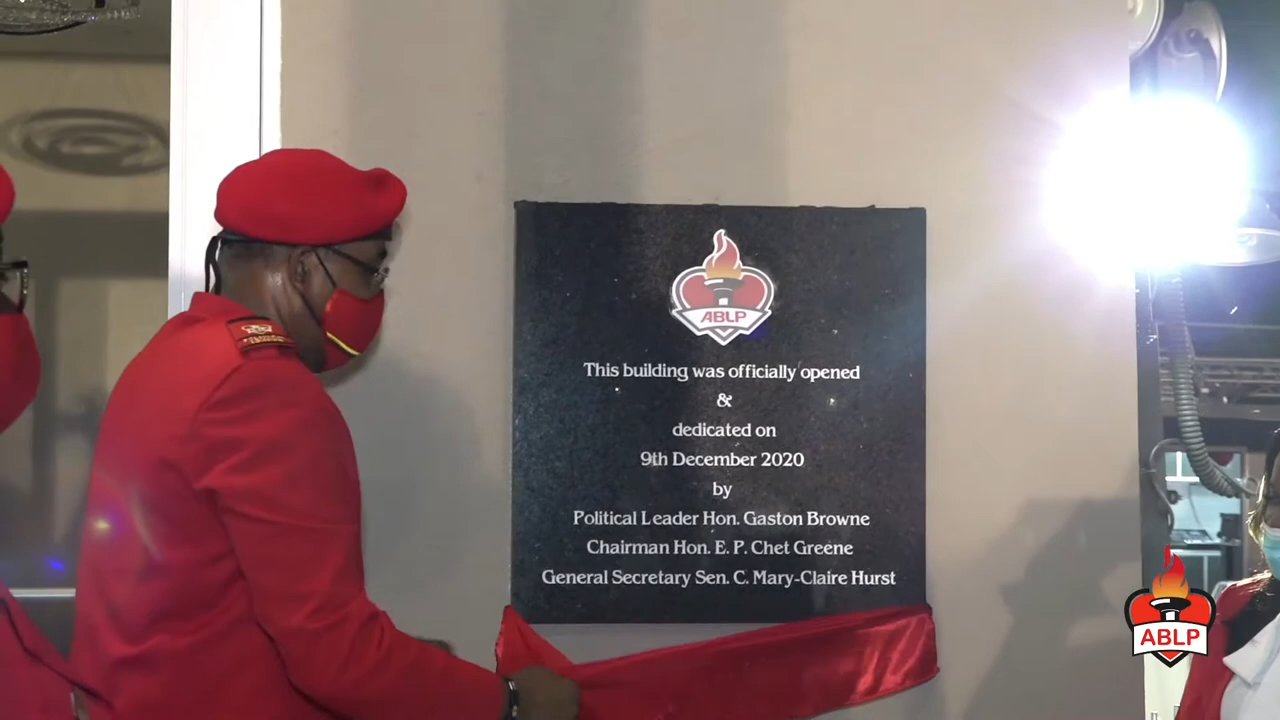 ABLP
This building was officially opened
&
dedicated on
9th December 2020
by
Political Leader Hon. Gaston Browne
Chairman Hon. E. P. Chet Greene
General Secretary Sen. C. Mary-Claire Hurst
ABLP